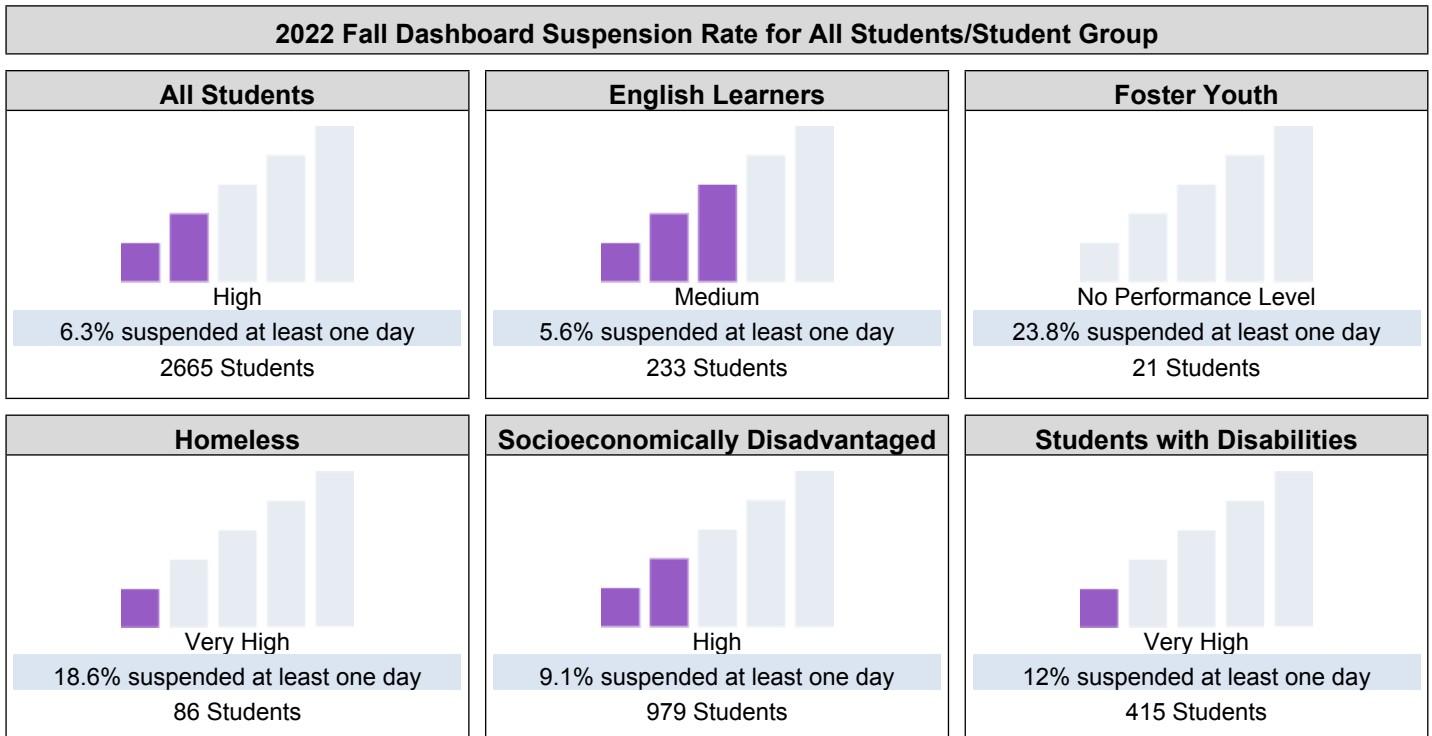 2022 Fall Dashboard Suspension Rate for All Students/Student Group
All Students
High
6.3% suspended at least one day
2665 Students
English Learners
Medium
5.6% suspended at least one day
233 Students
Foster Youth
No Performance Level
23.8% suspended at least one day
21 Students
Homeless
Very High
18.6% suspended at least one day
86 Students
Socioeconomically Disadvantaged
High
9.1% suspended at least one day
979 Students
Students with Disabilities
Very High
12% suspended at least one day
415 Students